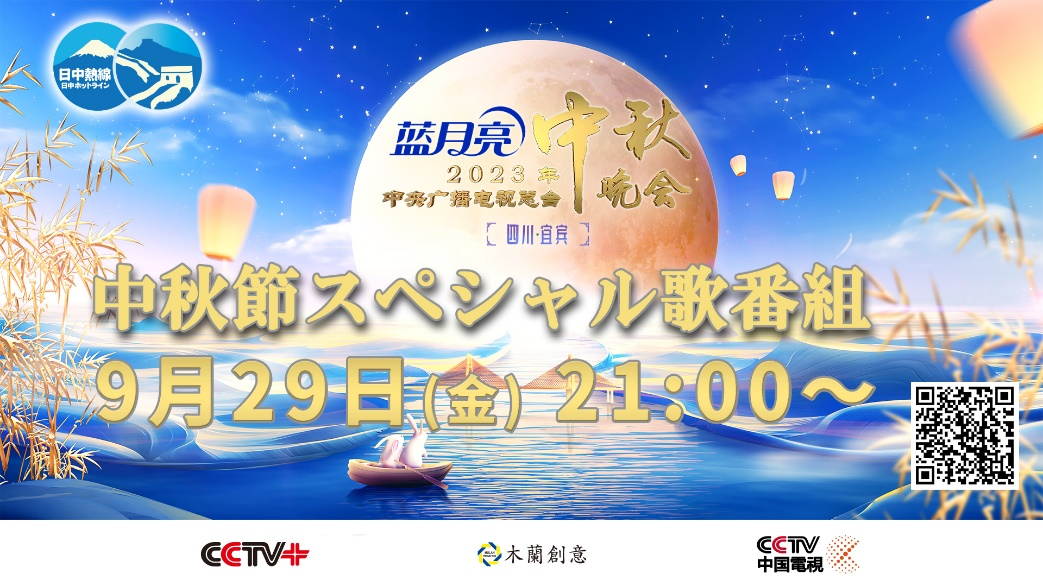 日中熱線
日中ホットライン
蓝月亮 中秋晚会
2023年
中央广播电视总台
四川·宜宾
中秋節スペシャル歌番組
9月29日(金) 21:00～
CCTV+
木蘭創意
CCTV
中国電視